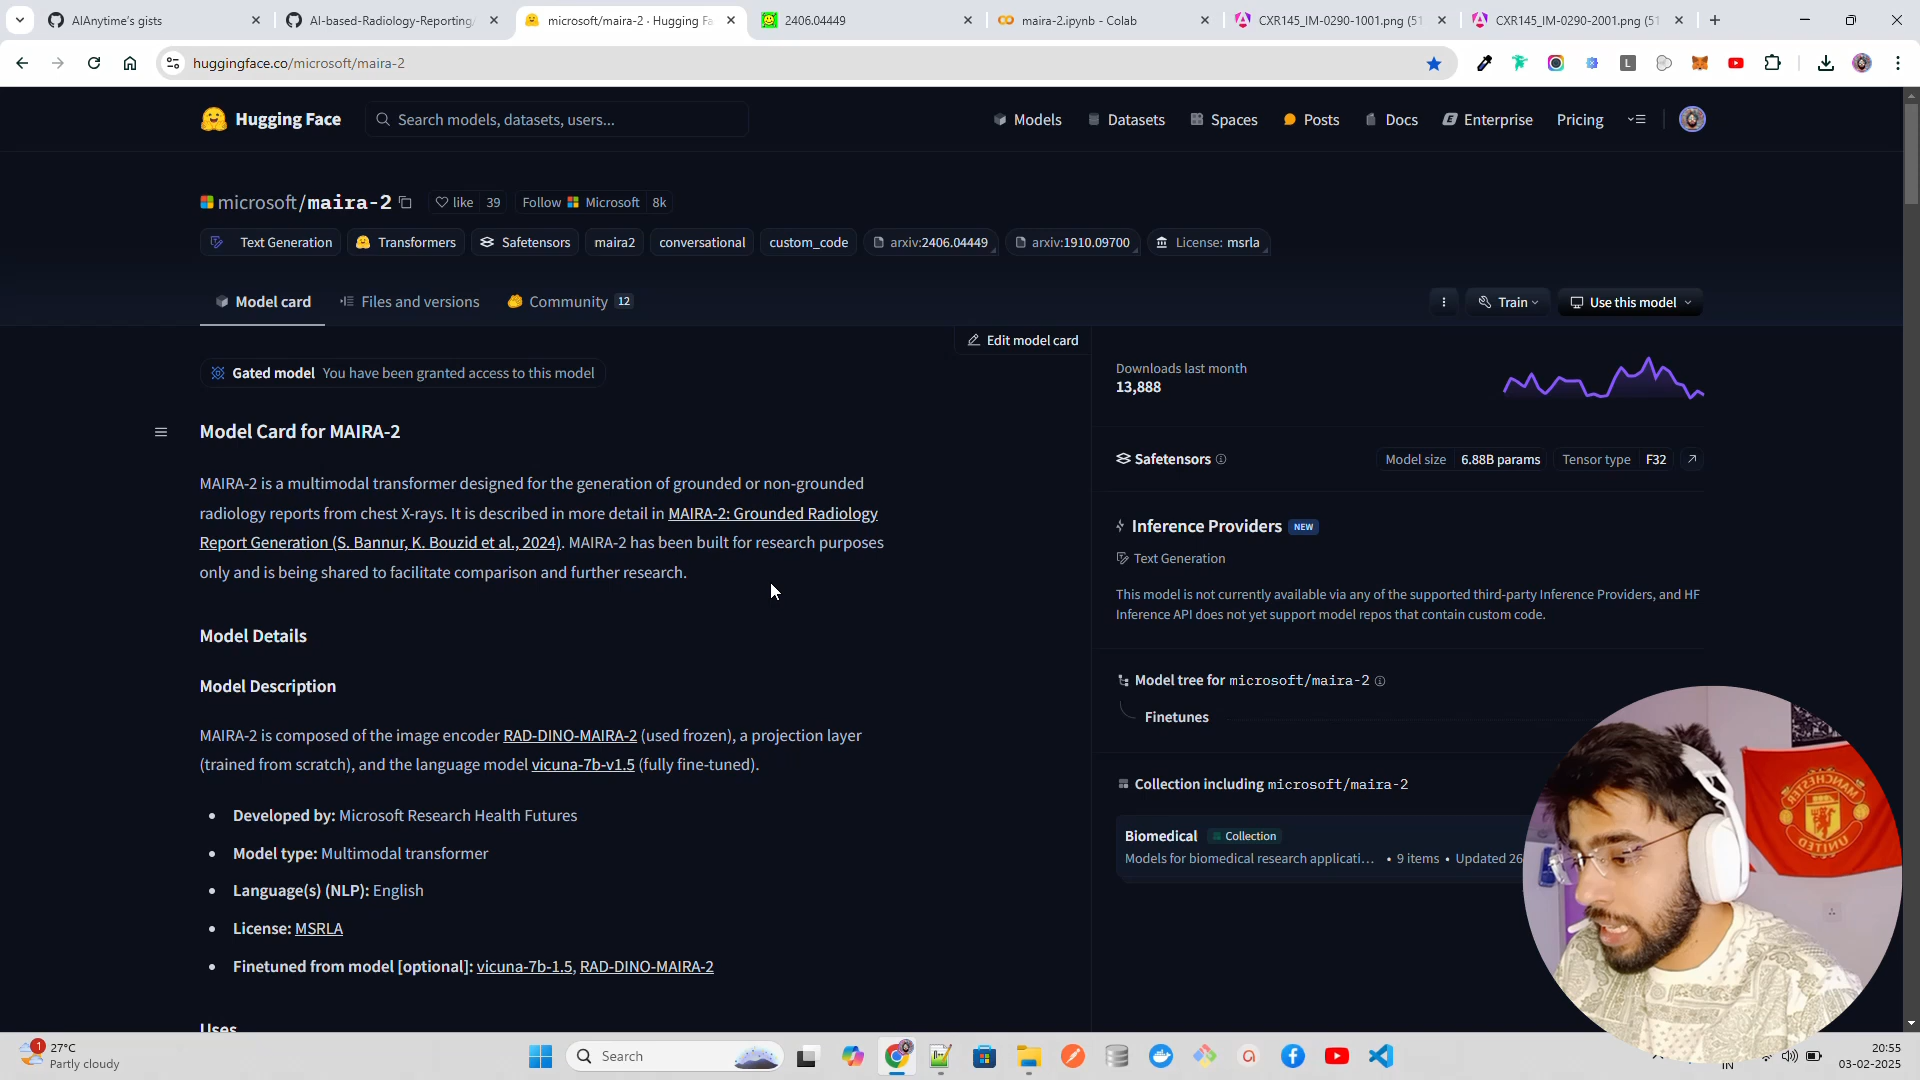 AIAnytime's gists
AI-based-Radiology-Reporting
microsoft/maira-2 · Hugging Fa
2406.04449
maira-2.ipynb - Colab
CXR145_IM-0290-1001.png (51
CXR145_IM-0290-2001.png (51
huggingface.co/microsoft/maira-2
Hugging Face
Search models, datasets, users...
Models
Datasets
Spaces
Posts
Docs
Enterprise
Pricing
microsoft/maira-2
like 39
Follow Microsoft 8k
Text Generation
Transformers
Safetensors
maira2
conversational
custom_code
arxiv:2406.04449
arxiv:1910.09700
License: msrla
Model card
Files and versions
Community 12
Train
Use this model
Edit model card
Gated model You have been granted access to this model
Model Card for MAIRA-2
MAIRA-2 is a multimodal transformer designed for the generation of grounded or non-grounded
radiology reports from chest X-rays. It is described in more detail in MAIRA-2: Grounded Radiology
Report Generation (S. Bannur, K. Bouzid et al., 2024). MAIRA-2 has been built for research purposes
only and is being shared to facilitate comparison and further research.
Model Details
Model Description
MAIRA-2 is composed of the image encoder RAD-DINO-MAIRA-2 (used frozen), a projection layer
(trained from scratch), and the language model vicuna-7b-v1.5 (fully fine-tuned).
Developed by: Microsoft Research Health Futures
Model type: Multimodal transformer
Language(s) (NLP): English
License: MSRLA
Finetuned from model [optional]: vicuna-7b-1.5, RAD-DINO-MAIRA-2
Uses
Downloads last month
13,888
Safetensors
Model size 6.88B params
Tensor type F32
Inference Providers NEW
Text Generation
This model is not currently available via any of the supported third-party Inference Providers, and HF
Inference API does not yet support model repos that contain custom code.
Model tree for microsoft/maira-2
Finetunes
Collection including microsoft/maira-2
Biomedical Collection
Models for biomedical research applicati... • 9 items • Updated 26
MANCHESTER
UNITED
1
27°C
Partly cloudy
Search
IN
20:55
03-02-2025